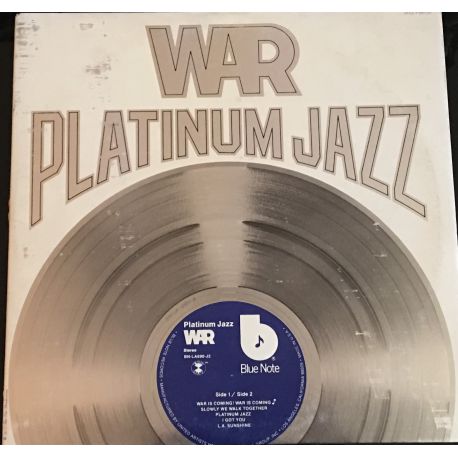 WAR
PLATINUM JAZZ
Platinum Jazz
WAR
Stereo
BN-LA690-J2
b
®
Blue Note
Side 1 / Side 2
WAR IS COMING! WAR IS COMING
SLOWLY WE WALK TOGETHER
PLATINUM JAZZ
I GOT YOU
L.A. SUNSHINE